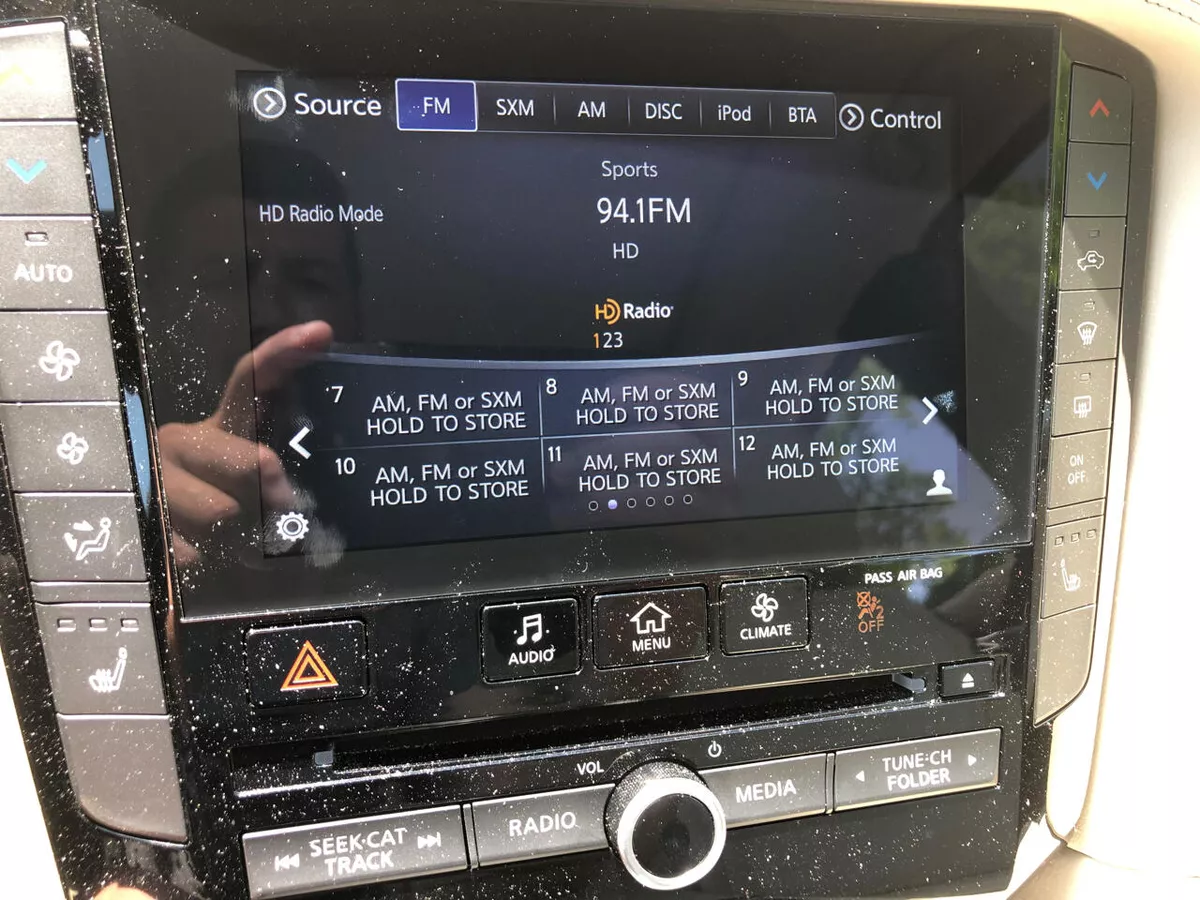 Source
FM
SXM
AM
DISC
iPod
BTA
Control
Sports
HD Radio Mode
94.1FM
HD
HD Radio
123
7
AM, FM or SXM
HOLD TO STORE
8
AM, FM or SXM
HOLD TO STORE
9
AM, FM or SXM
HOLD TO STORE
10
AM, FM or SXM
HOLD TO STORE
11
AM, FM or SXM
HOLD TO STORE
12
AM, FM or SXM
HOLD TO STORE
AUTO
ON
OFF
PASS AIR BAG
2
OFF
AUDIO
MENU
CLIMATE
VOL
SEEK·CAT
TRACK
RADIO
MEDIA
TUNE·CH
FOLDER